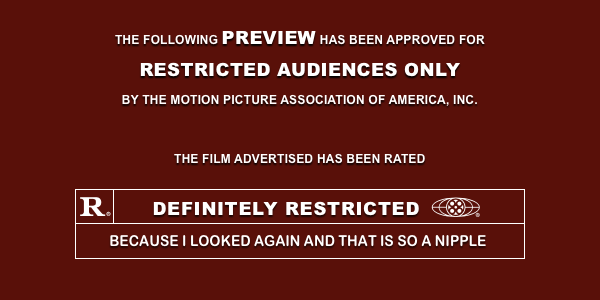 THE FOLLOWING PREVIEW HAS BEEN APPROVED FOR
RESTRICTED AUDIENCES ONLY
BY THE MOTION PICTURE ASSOCIATION OF AMERICA, INC.
THE FILM ADVERTISED HAS BEEN RATED
R® DEFINITELY RESTRICTED ®
BECAUSE I LOOKED AGAIN AND THAT IS SO A NIPPLE